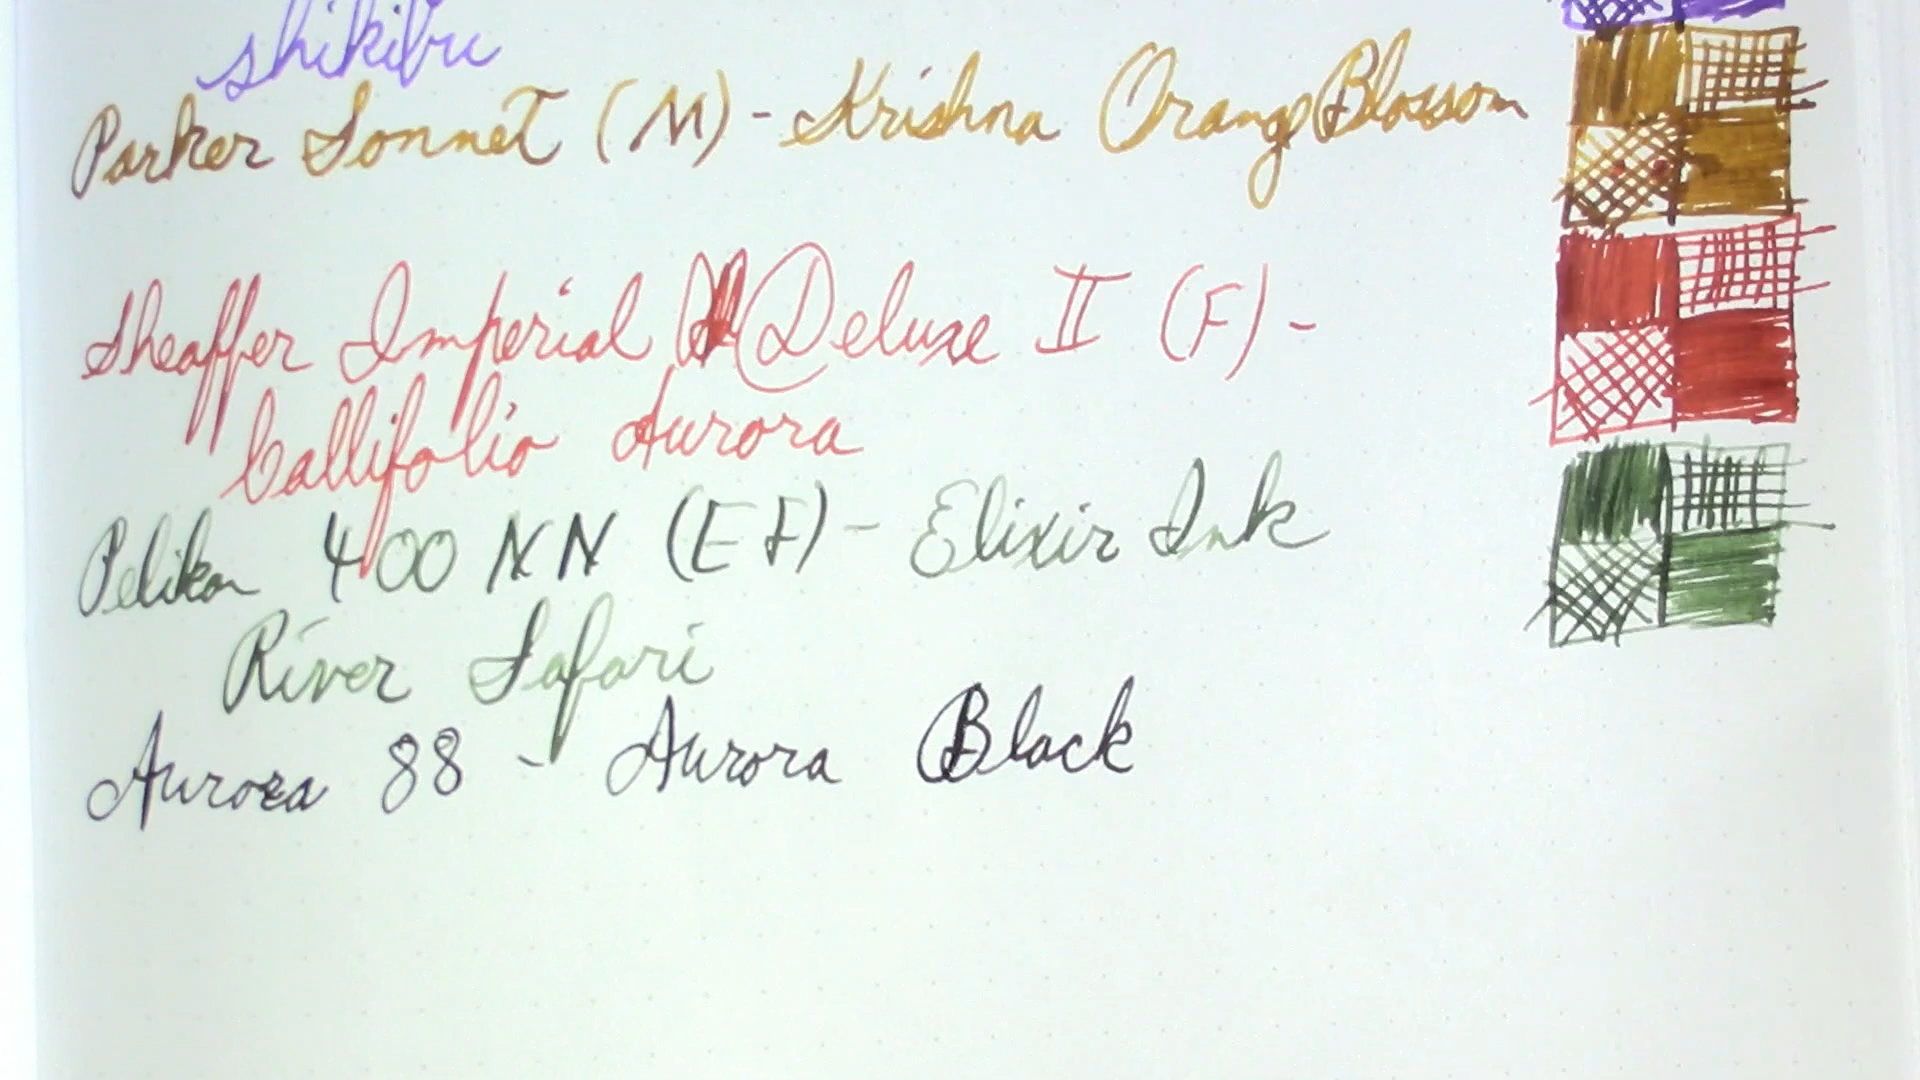 shikibu
Parker Sonnet (M) - Krishna Orange Blossom
Sheaffer Imperial Deluxe II (F) -
Callifolio Aurora
Pelikan 400 NN (EF) - Elixir Ink
River Safari
Aurora 88 - Aurora Black